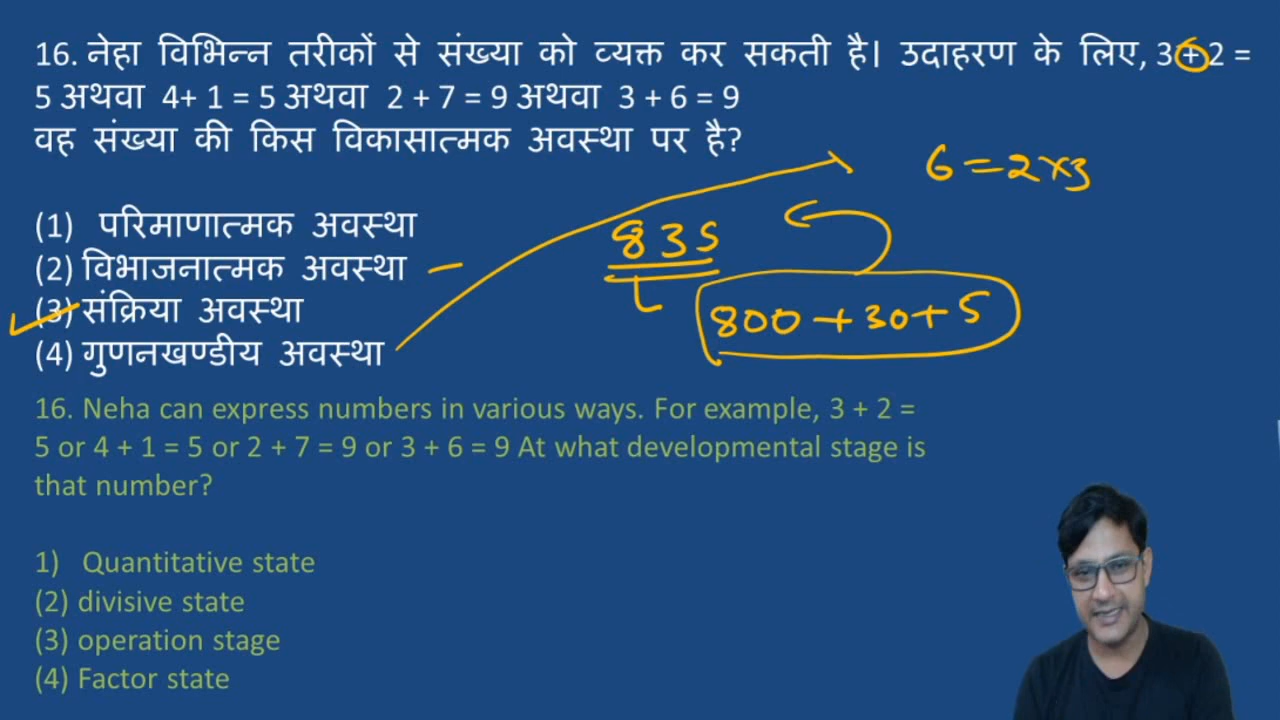 16. नेहा विभिन्न तरीकों से संख्या को व्यक्त कर सकती है। उदाहरण के लिए, 3 + 2 =
5 अथवा 4+ 1 = 5 अथवा 2 + 7 = 9 अथवा 3 + 6 = 9
वह संख्या की किस विकासात्मक अवस्था पर है?
6 = 2 x 3
(1) परिमाणात्मक अवस्था
835
(2) विभाजनात्मक अवस्था
(3) संक्रिया अवस्था
800 + 30 + 5
(4) गुणनखण्डीय अवस्था
16. Neha can express numbers in various ways. For example, 3 + 2 =
5 or 4 + 1 = 5 or 2 + 7 = 9 or 3 + 6 = 9 At what developmental stage is
that number?
1) Quantitative state
(2) divisive state
(3) operation stage
(4) Factor state